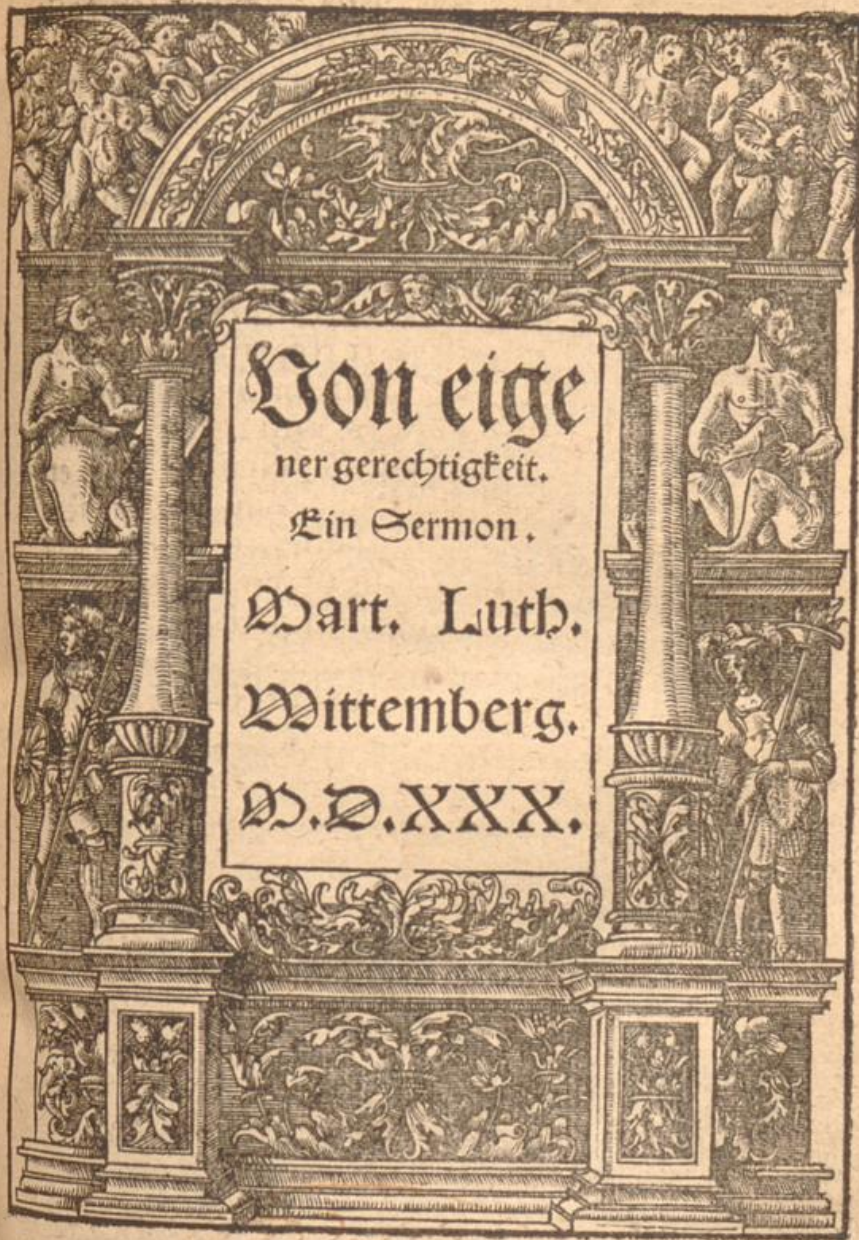 Von eige
ner gerechtigkeit.
Ein Sermon.
Mart. Luth.
Wittemberg.
M.D.XXX.